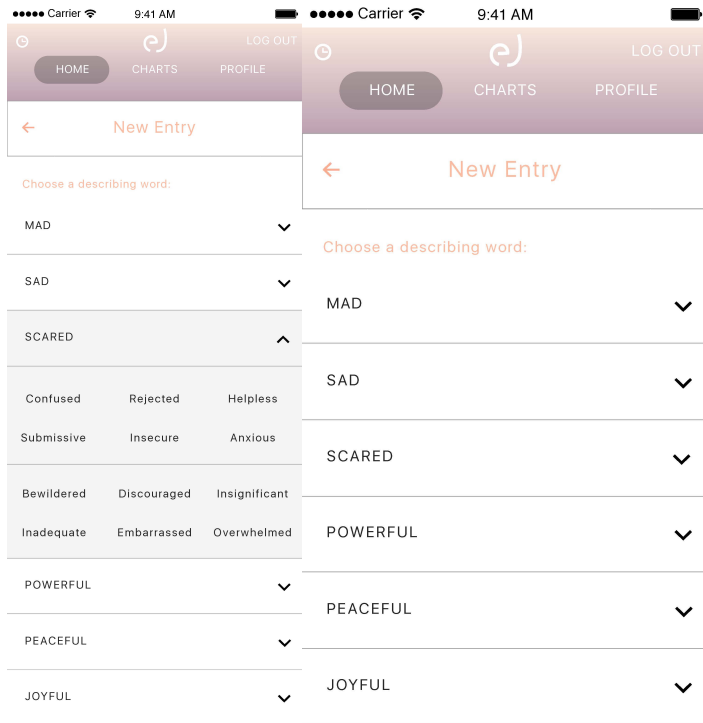 Carrier 9:41 AM
eJ LOG OUT
HOME CHARTS PROFILE
New Entry
Choose a describing word:
MAD
SAD
SCARED
Confused Rejected Helpless
Submissive Insecure Anxious
Bewildered Discouraged Insignificant
Inadequate Embarrassed Overwhelmed
POWERFUL
PEACEFUL
JOYFUL
Carrier 9:41 AM
eJ LOG OUT
HOME CHARTS PROFILE
New Entry
Choose a describing word:
MAD
SAD
SCARED
POWERFUL
PEACEFUL
JOYFUL